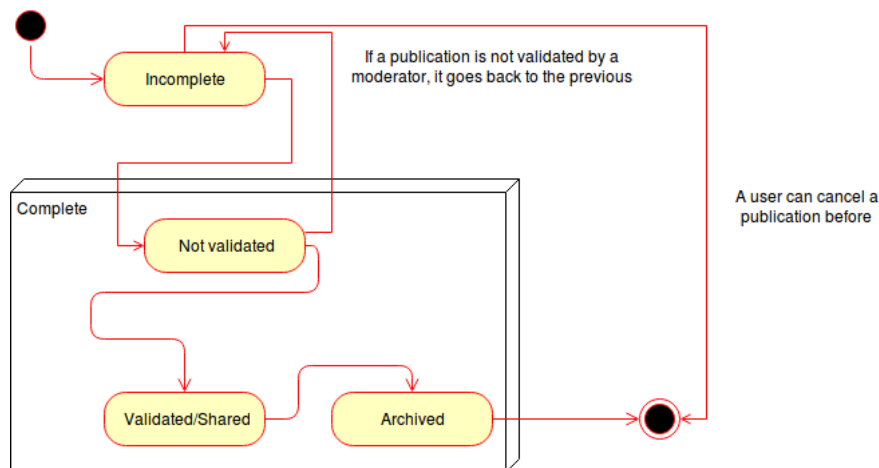 Incomplete
If a publication is not validated by a
moderator, it goes back to the previous
Complete
Not validated
A user can cancel a
publication before
Validated/Shared
Archived